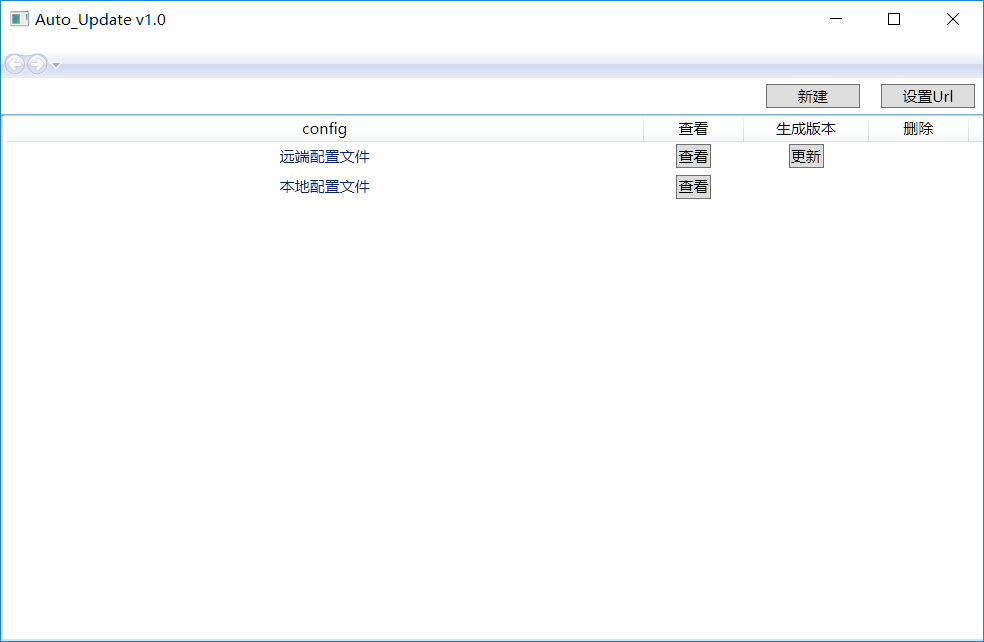 Auto_Update v1.0
新建 设置Url
config 查看 生成版本 删除
远端配置文件 查看 更新
本地配置文件 查看